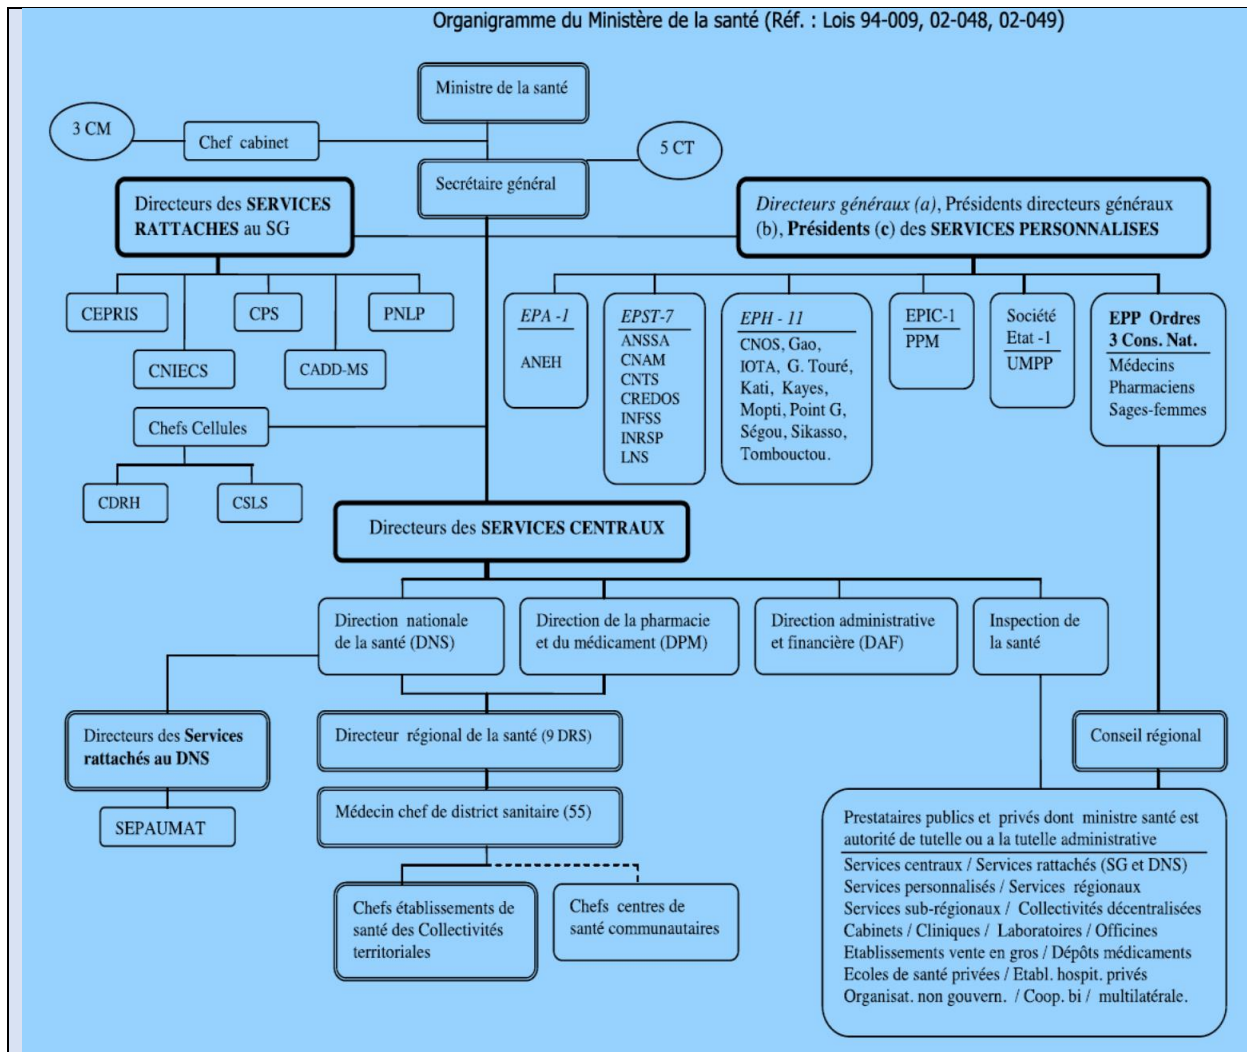 Organigramme du Ministère de la santé (Réf. : Lois 94-009, 02-048, 02-049)
Ministre de la santé
3 CM
Chef cabinet
5 CT
Secrétaire général
Directeurs des SERVICES
RATTACHES au SG
Directeurs généraux (a), Présidents directeurs généraux
(b), Présidents (c) des SERVICES PERSONNALISES
CEPRIS
CPS
PNLP
CNIECS
CADD-MS
EPA -1
ANEH
EPST-7
ANSSA
CNAM
CNTS
CREDOS
INFSS
INRSP
LNS
EPH - 11
CNOS, Gao,
IOTA, G. Touré,
Kati, Kayes,
Mopti, Point G,
Ségou, Sikasso,
Tombouctou.
EPIC-1
PPM
Société
Etat -1
UMPP
EPP Ordres
3 Cons. Nat.
Médecins
Pharmaciens
Sages-femmes
Chefs Cellules
CDRH
CSLS
Directeurs des SERVICES CENTRAUX
Direction nationale
de la santé (DNS)
Direction de la pharmacie
et du médicament (DPM)
Direction administrative
et financière (DAF)
Inspection de
la santé
Directeurs des Services
rattachés au DNS
SEPAUMAT
Directeur régional de la santé (9 DRS)
Médecin chef de district sanitaire (55)
Chefs établissements de
santé des Collectivités
territoriales
Chefs centres de
santé communautaires
Conseil régional
Prestataires publics et privés dont ministre santé est
autorité de tutelle ou a la tutelle administrative
Services centraux / Services rattachés (SG et DNS)
Services personnalisés / Services régionaux
Services sub-régionaux / Collectivités décentralisées
Cabinets / Cliniques / Laboratoires / Officines
Etablissements vente en gros / Dépôts médicaments
Ecoles de santé privées / Etabl. hospit. privés
Organisat. non gouvern. / Coop. bi / multilatérale.